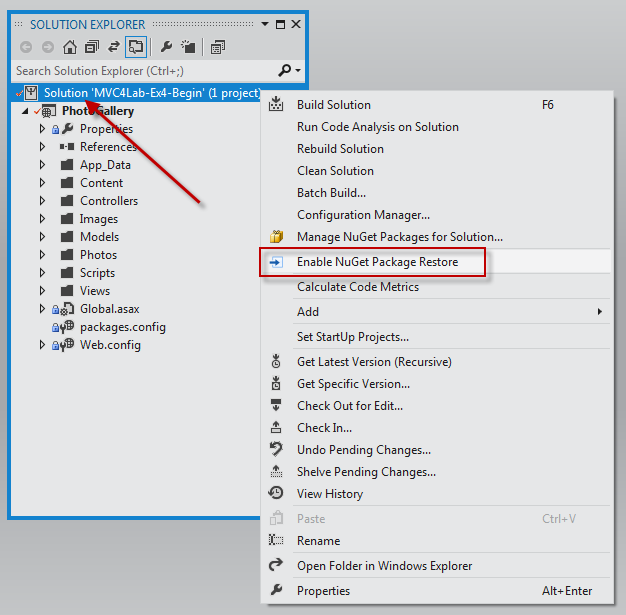 SOLUTION EXPLORER
Search Solution Explorer (Ctrl+;)
Solution 'MVC4Lab-Ex4-Begin' (1 project)
PhotoGallery
Properties
References
App_Data
Content
Controllers
Images
Models
Photos
Scripts
Views
Global.asax
packages.config
Web.config
Build Solution F6
Run Code Analysis on Solution
Rebuild Solution
Clean Solution
Batch Build...
Configuration Manager...
Manage NuGet Packages for Solution...
Enable NuGet Package Restore
Calculate Code Metrics
Add
Set StartUp Projects...
Get Latest Version (Recursive)
Get Specific Version...
Check Out for Edit...
Check In...
Undo Pending Changes...
Shelve Pending Changes...
View History
Paste Ctrl+V
Rename
Open Folder in Windows Explorer
Properties Alt+Enter